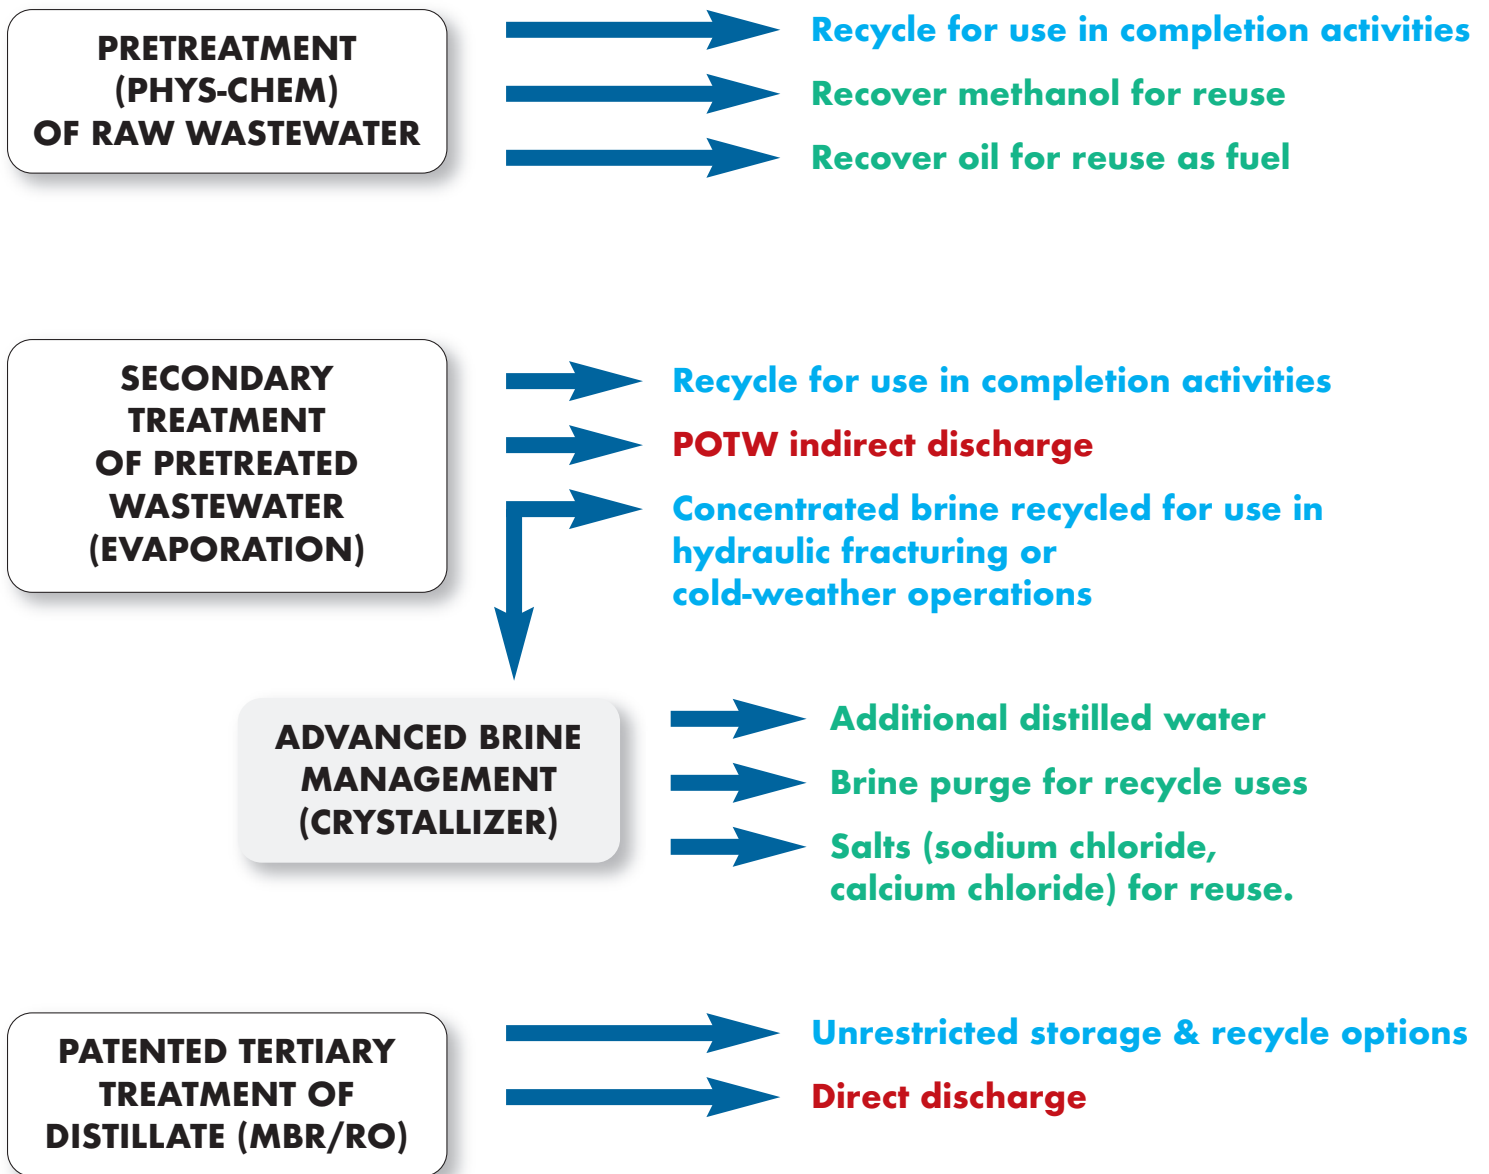 PRETREATMENT
(PHYS-CHEM)
OF RAW WASTEWATER
Recycle for use in completion activities
Recover methanol for reuse
Recover oil for reuse as fuel
SECONDARY
TREATMENT
OF PRETREATED
WASTEWATER
(EVAPORATION)
Recycle for use in completion activities
POTW indirect discharge
Concentrated brine recycled for use in
hydraulic fracturing or
cold-weather operations
ADVANCED BRINE
MANAGEMENT
(CRYSTALLIZER)
Additional distilled water
Brine purge for recycle uses
Salts (sodium chloride,
calcium chloride) for reuse.
PATENTED TERTIARY
TREATMENT OF
DISTILLATE (MBR/RO)
Unrestricted storage & recycle options
Direct discharge